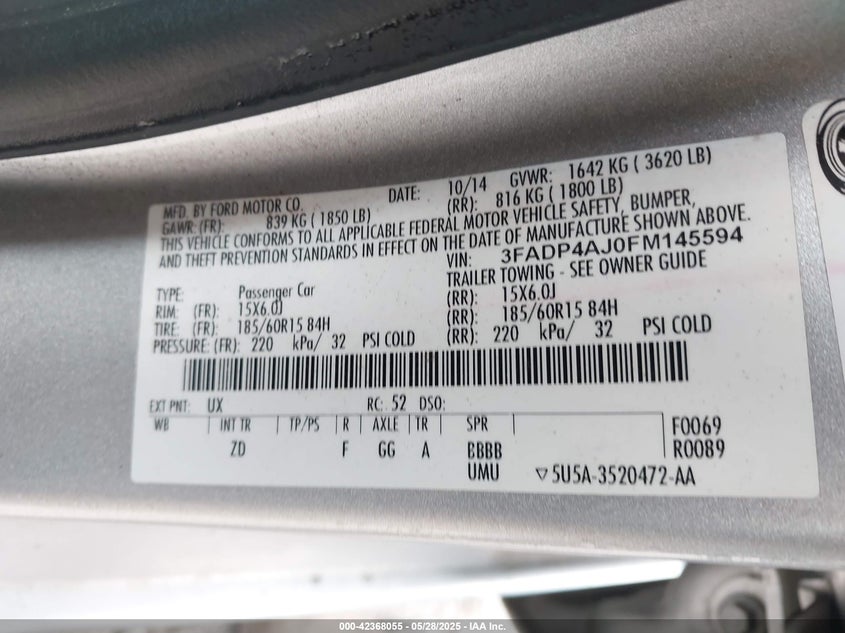 MFD. BY FORD MOTOR CO. DATE: 10/14 GVWR: 1642 KG ( 3620 LB)
GAWR: (FR): 839 KG ( 1850 LB) (RR): 816 KG ( 1800 LB)
THIS VEHICLE CONFORMS TO ALL APPLICABLE FEDERAL MOTOR VEHICLE SAFETY, BUMPER,
AND THEFT PREVENTION STANDARDS IN EFFECT ON THE DATE OF MANUFACTURE SHOWN ABOVE.
VIN: 3FADP4AJ0FM145594
TYPE: Passenger Car TRAILER TOWING - SEE OWNER GUIDE
RIM: (FR): 15X6.0J (RR): 15X6.0J
TIRE: (FR): 185/60R15 84H (RR): 185/60R15 84H
PRESSURE: (FR): 220 kPa/ 32 PSI COLD (RR): 220 kPa/ 32 PSI COLD
EXT PNT: UX RC: 52 DSO:
WB INT TR TP/PS R AXLE TR SPR F0069
ZD F GG A BBBB R0089
UMU ▽5U5A-3520472-AA
000-42368055 - 05/28/2025 - IAA Inc.